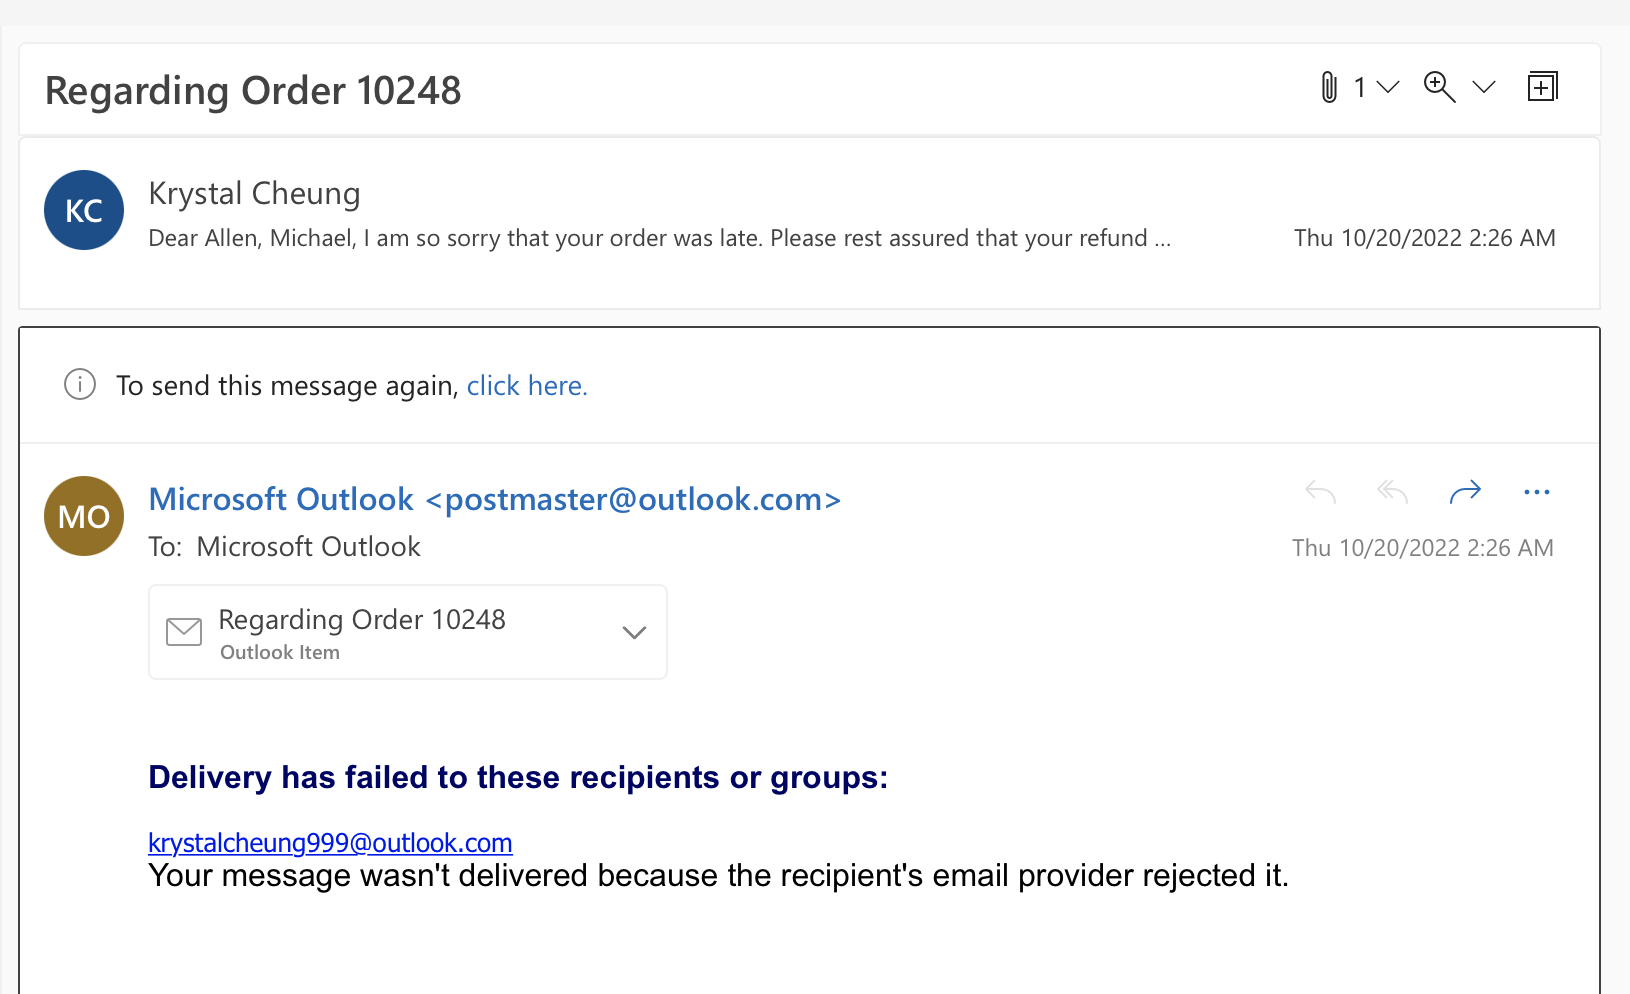 Regarding Order 10248
1
KC
Krystal Cheung
Dear Allen, Michael, I am so sorry that your order was late. Please rest assured that your refund ...
Thu 10/20/2022 2:26 AM
To send this message again, click here.
MO
Microsoft Outlook <postmaster@outlook.com>
To: Microsoft Outlook
Thu 10/20/2022 2:26 AM
Regarding Order 10248
Outlook Item
Delivery has failed to these recipients or groups:
krystalcheung999@outlook.com
Your message wasn't delivered because the recipient's email provider rejected it.